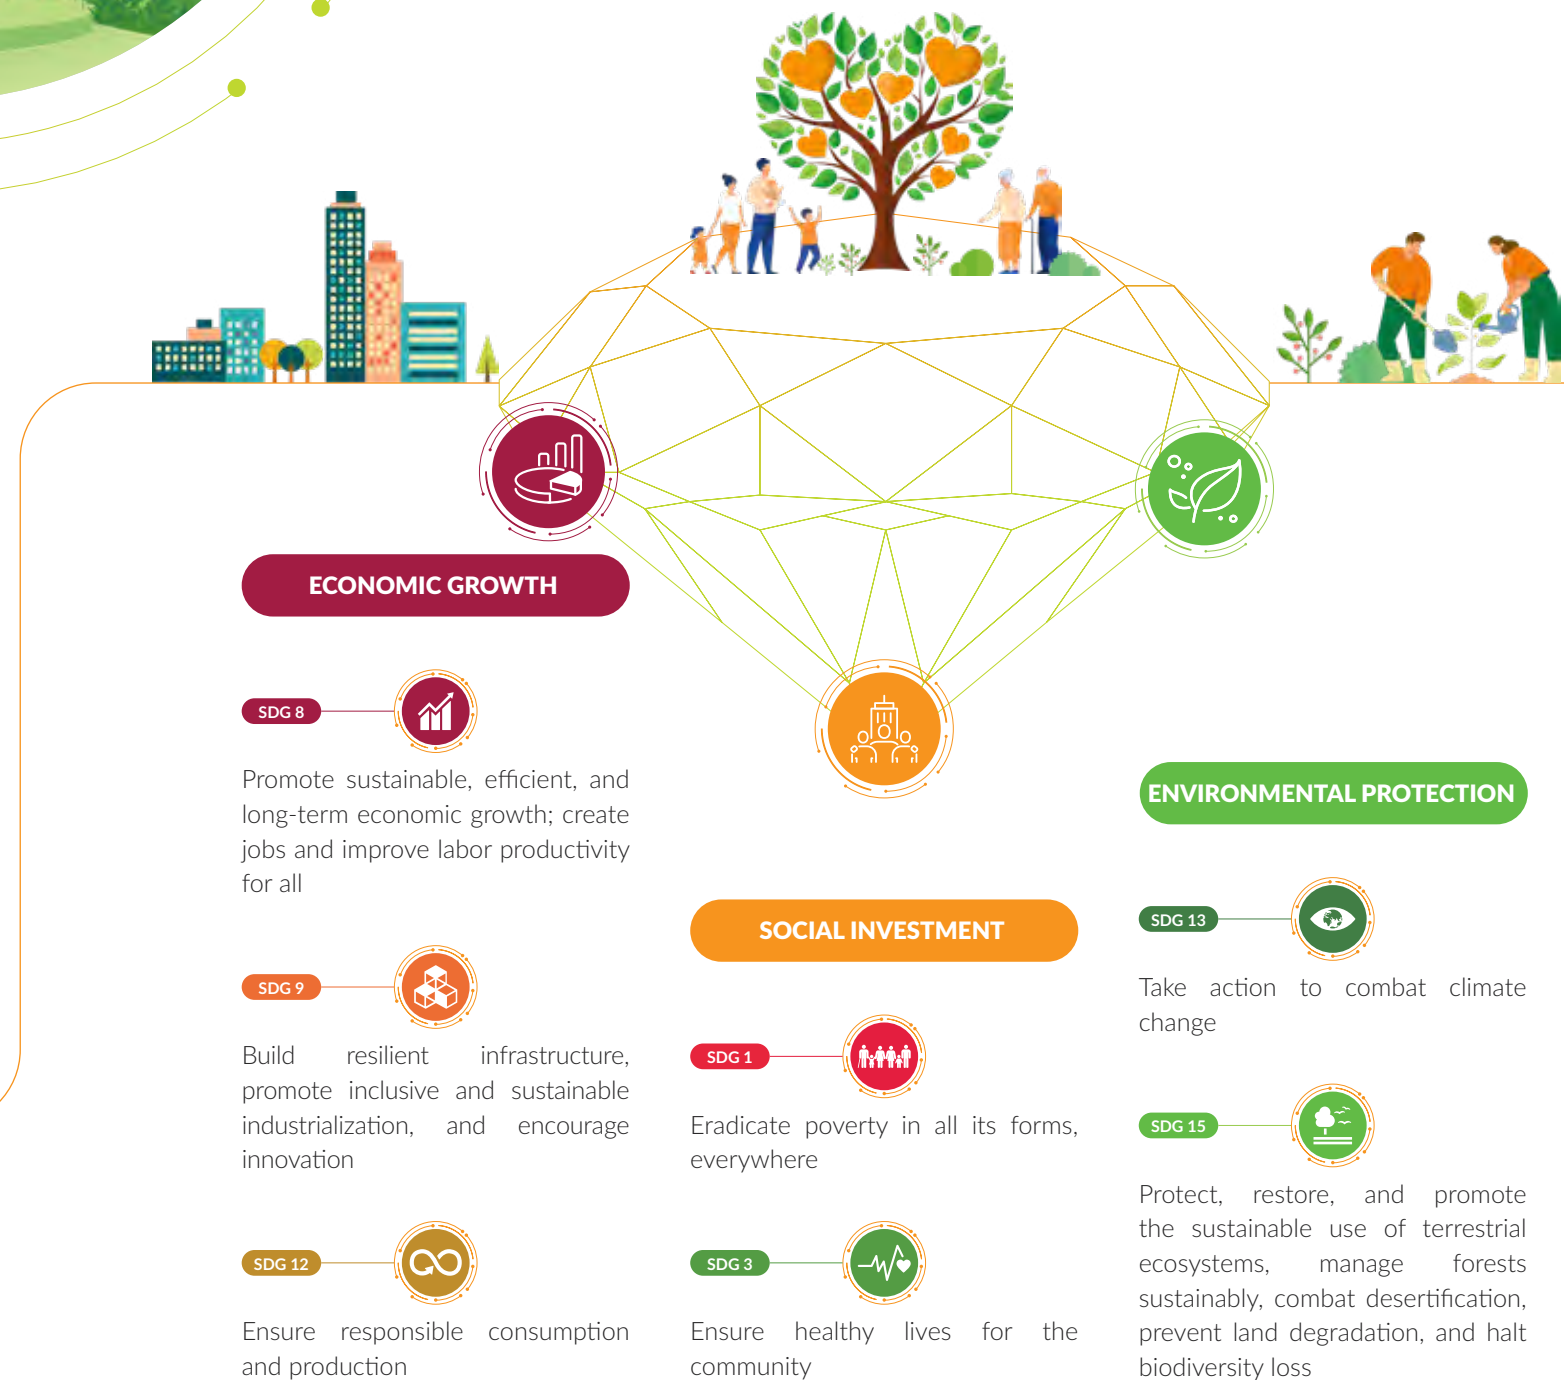 ECONOMIC GROWTH
SDG 8
Promote sustainable, efficient, and
long-term economic growth; create
jobs and improve labor productivity
for all
SDG 9
Build resilient infrastructure,
promote inclusive and sustainable
industrialization, and encourage
innovation
SDG 12
Ensure responsible consumption
and production
SOCIAL INVESTMENT
SDG 1
Eradicate poverty in all its forms,
everywhere
SDG 3
Ensure healthy lives for the
community
ENVIRONMENTAL PROTECTION
SDG 13
Take action to combat climate
change
SDG 15
Protect, restore, and promote
the sustainable use of terrestrial
ecosystems, manage forests
sustainably, combat desertification,
prevent land degradation, and halt
biodiversity loss